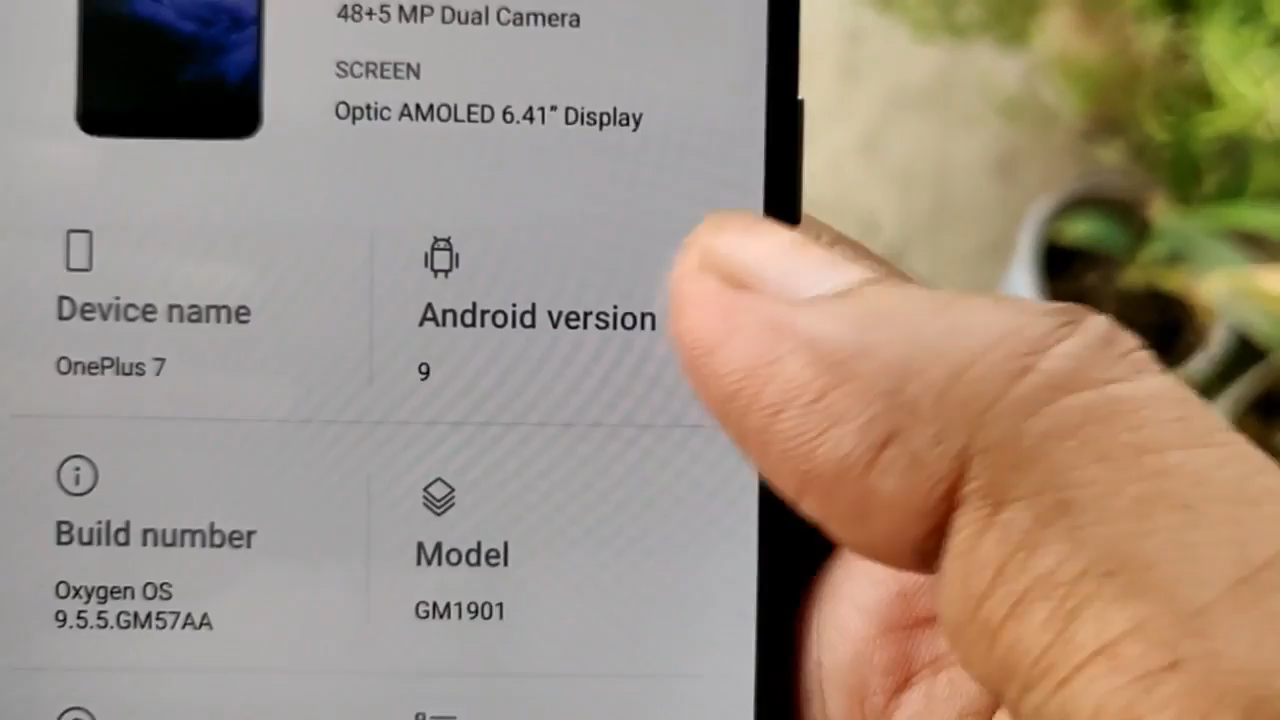 48+5 MP Dual Camera
SCREEN
Optic AMOLED 6.41" Display
Device name
Android version
OnePlus 7
9
Build number
Model
Oxygen OS
9.5.5.GM57AA
GM1901